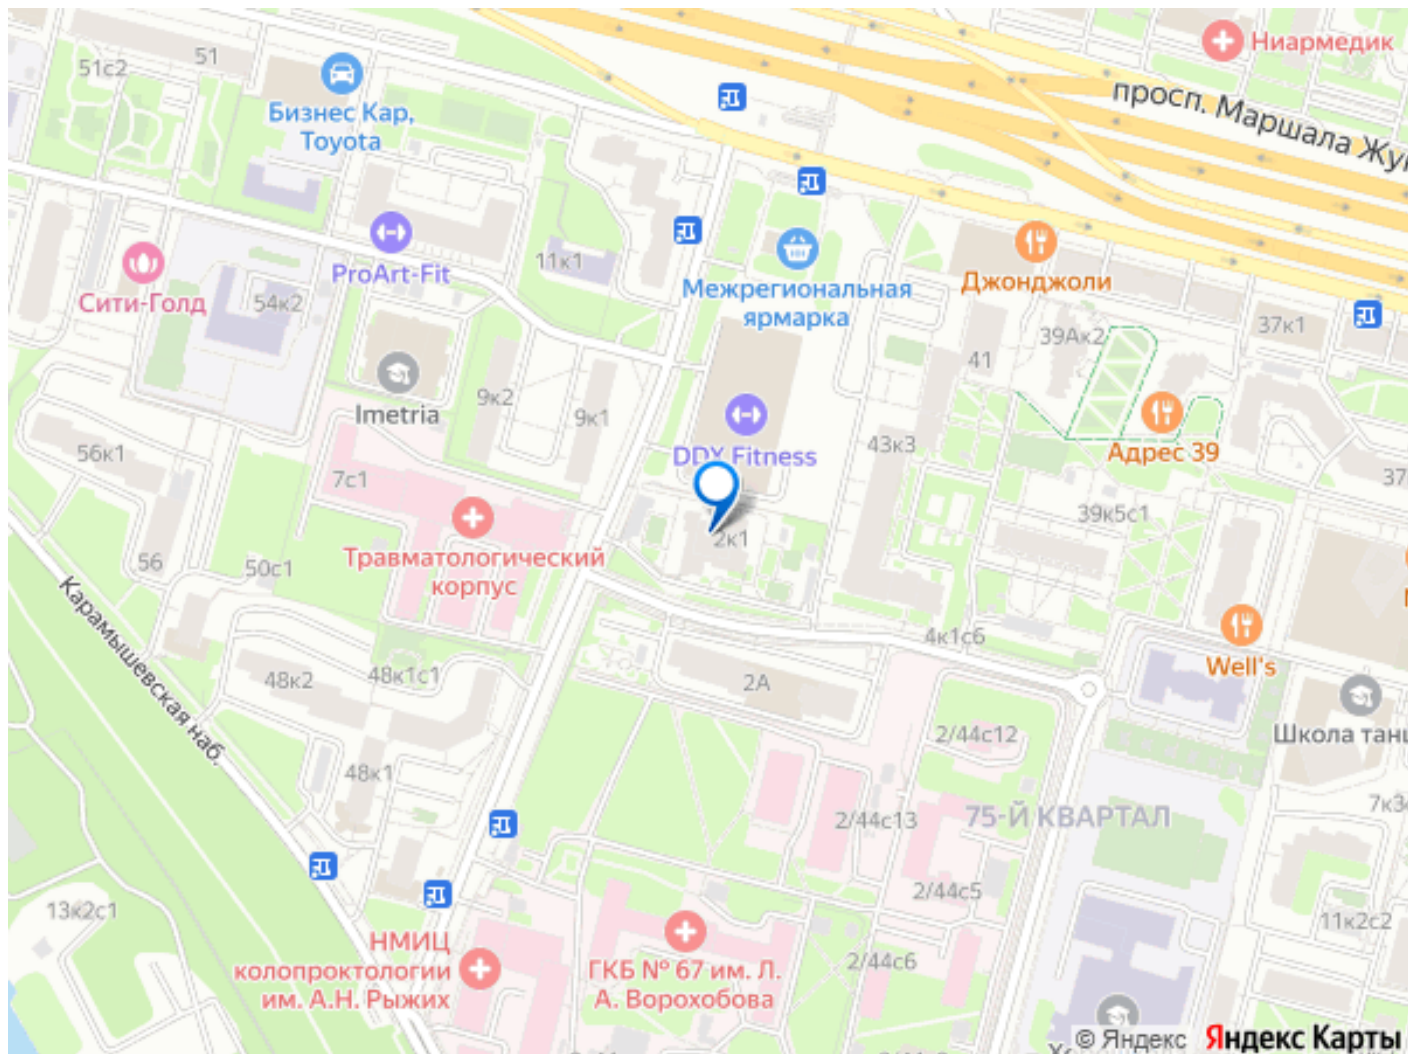 Ниармедик
51
51с2
Бизнес Кар,
Toyota
просп. Маршала Жу
ProArt-Fit
11к1
Сити-Голд
54к2
Межрегиональная
ярмарка
Джонджоли
37к1
39Ак2
41
Imetria
9к2
9к1
DDX Fitness
43к3
Адрес 39
56к1
7с1
37
39к5с1
Травматологический
корпус
2к1
56
50с1
Карамышевская наб.
4к1с6
Well's
48к2
48к1с1
2А
2/44с12
Школа тан
48к1
75-Й КВАРТАЛ
2/44с13
7к3
2/44с5
13к2с1
11к2с2
НМИЦ
колопроктологии
им. А.Н. Рыжих
ГКБ № 67 им. Л.
А. Ворохобова
2/44с6
© Яндекс Яндекс Карты